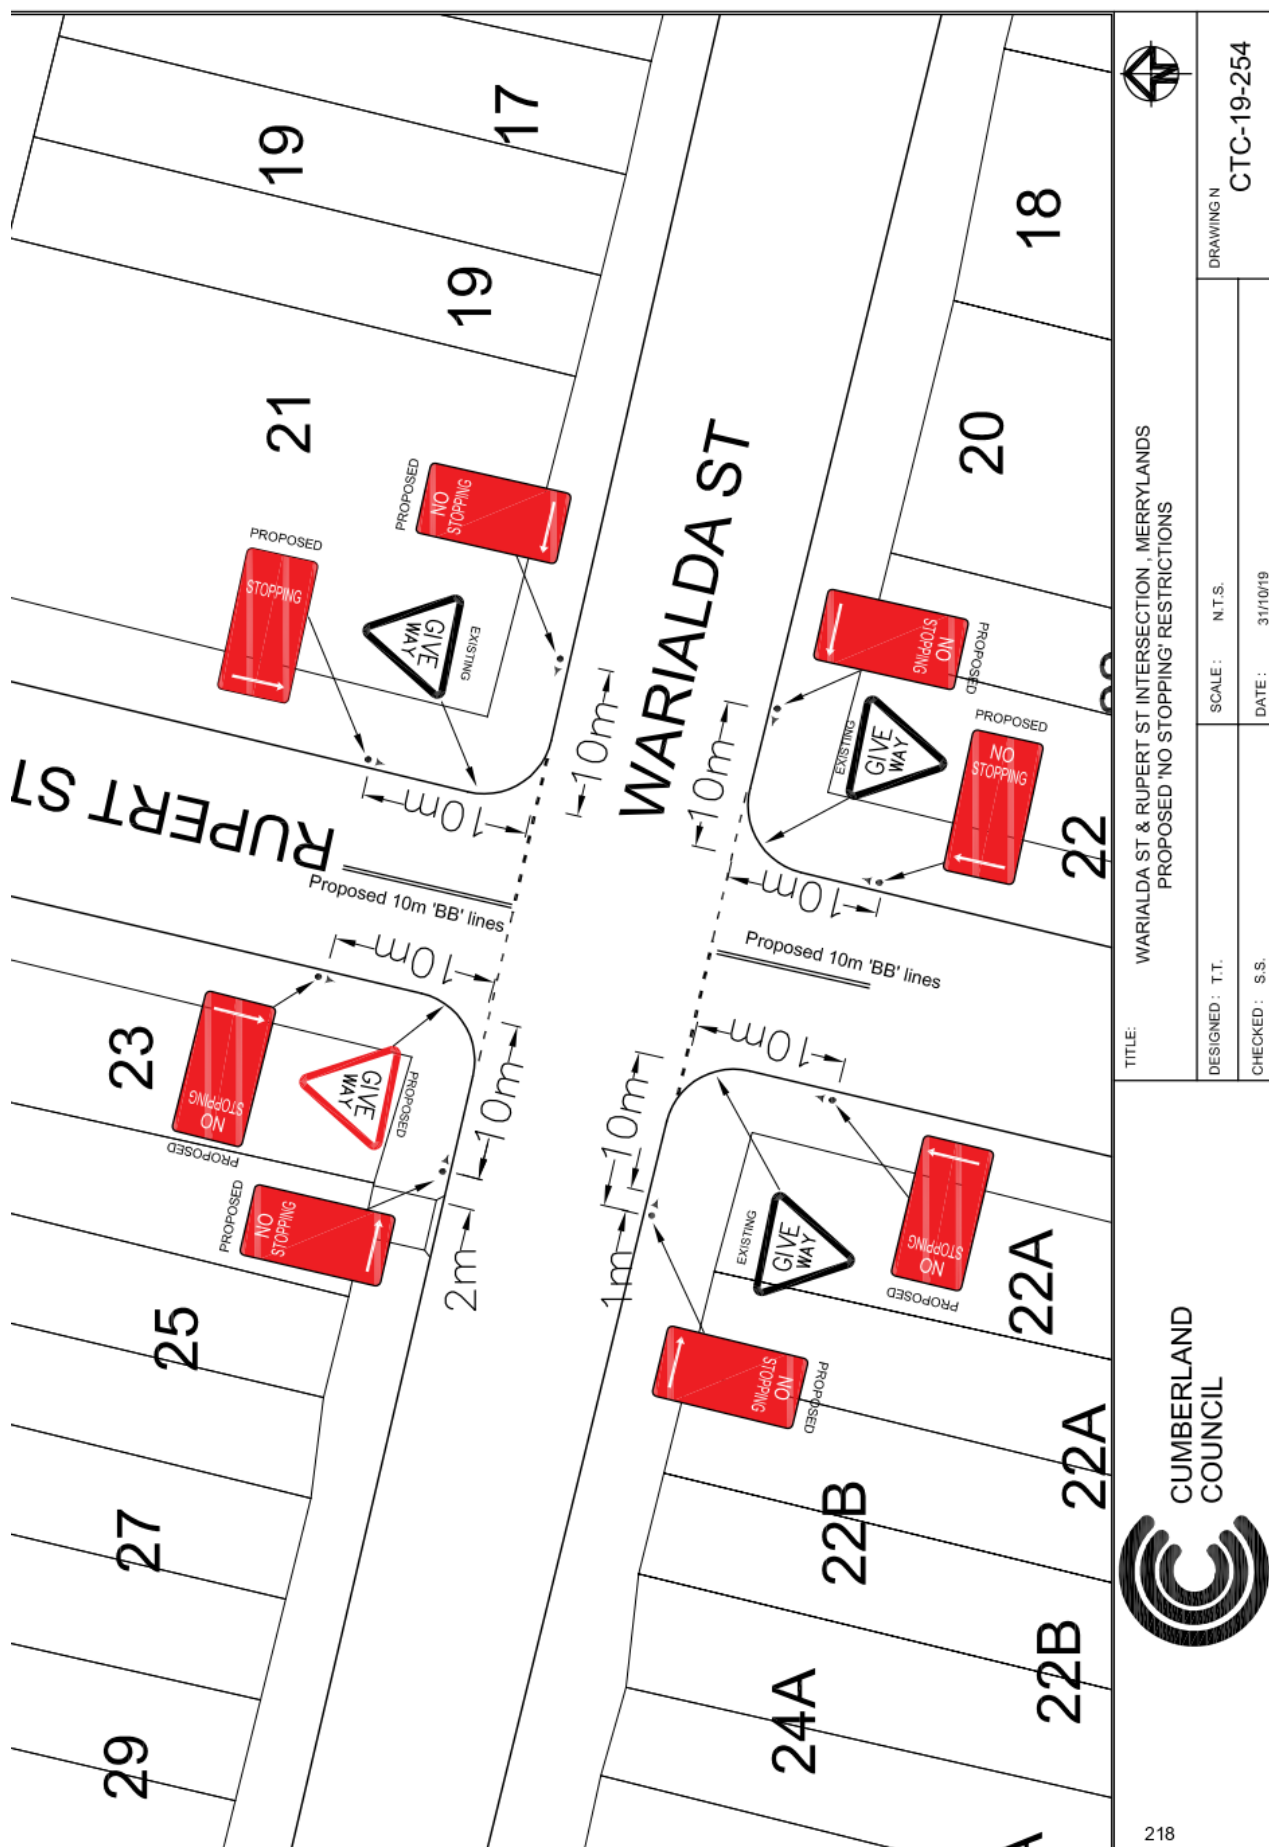 17
19
19
21
18
20
PROPOSED
NO
STOPPING
PROPOSED
STOPPING
GIVE
WAY
EXISTING
WARIALDA ST
RUPERT ST
10m
10m
10m
10m
PROPOSED
NO
STOPPING
EXISTING
GIVE
WAY
PROPOSED
NO
STOPPING
22
Proposed 10m 'BB' lines
Proposed 10m 'BB' lines
10m
10m
10m
10m
2m
1m
23
NO
STOPPING
PROPOSED
GIVE
WAY
PROPOSED
PROPOSED
NO
STOPPING
EXISTING
GIVE
WAY
NO
STOPPING
PROPOSED
NO
STOPPING
PROPOSED
25
27
29
22A
22A
22B
22B
24A
CUMBERLAND
COUNCIL
TITLE:
WARIALDA ST & RUPERT ST INTERSECTION , MERRYLANDS
PROPOSED 'NO STOPPING' RESTRICTIONS
DESIGNED : T.T.
CHECKED : S.S.
SCALE : N.T.S.
DATE : 31/10/19
DRAWING N
CTC-19-254
N
218